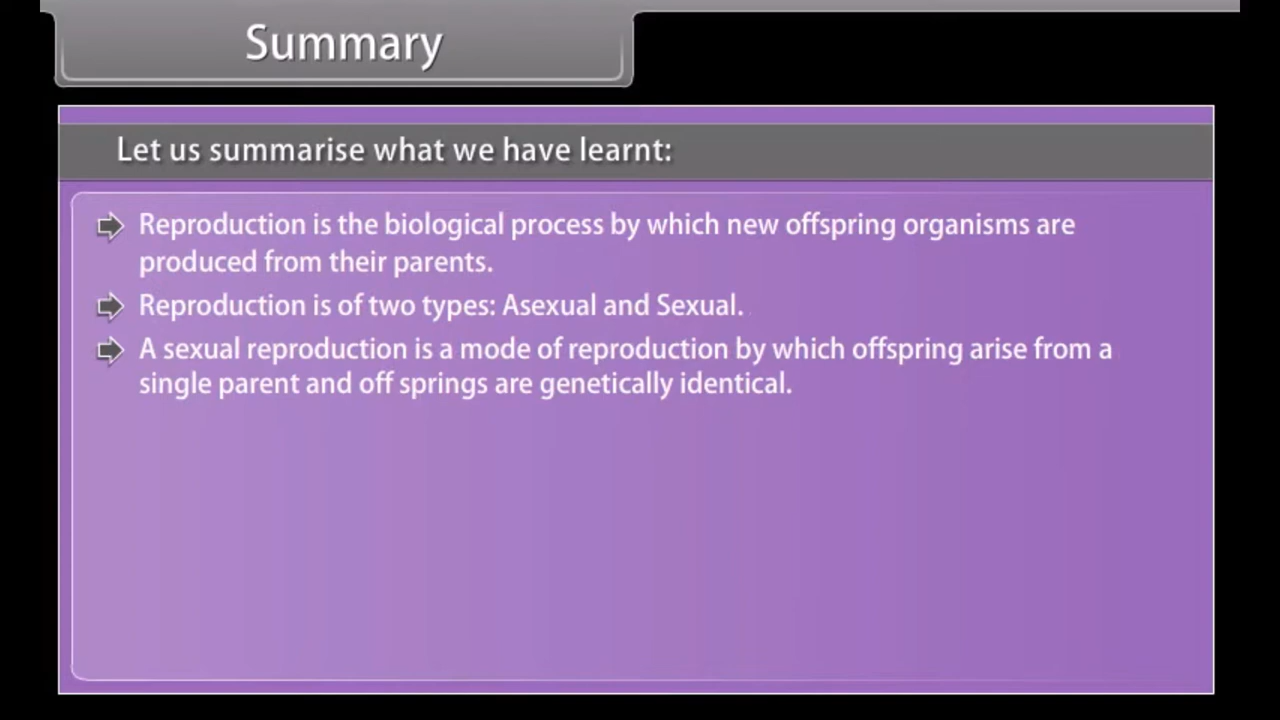 Summary
Let us summarise what we have learnt:
Reproduction is the biological process by which new offspring organisms are
produced from their parents.
Reproduction is of two types: Asexual and Sexual.
A sexual reproduction is a mode of reproduction by which offspring arise from a
single parent and off springs are genetically identical.